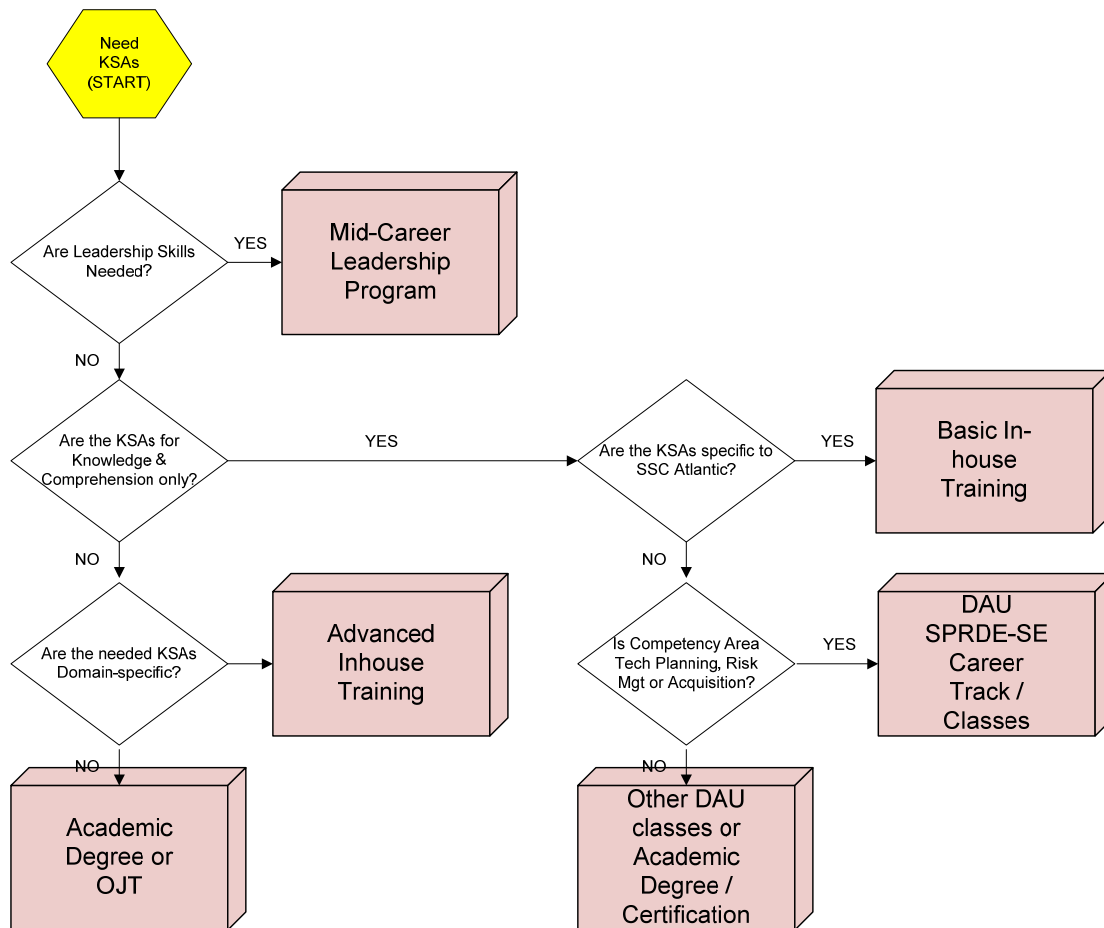 Need
KSAs
(START)
Are Leadership Skills
Needed?
YES
Mid-Career
Leadership
Program
NO
Are the KSAs for
Knowledge &
Comprehension only?
YES
Are the KSAs specific to
SSC Atlantic?
YES
Basic In-
house
Training
NO
NO
Are the needed KSAs
Domain-specific?
Advanced
Inhouse
Training
Is Competency Area
Tech Planning, Risk
Mgt or Acquisition?
YES
DAU
SPRDE-SE
Career
Track /
Classes
NO
NO
Academic
Degree or
OJT
Other DAU
classes or
Academic
Degree /
Certification